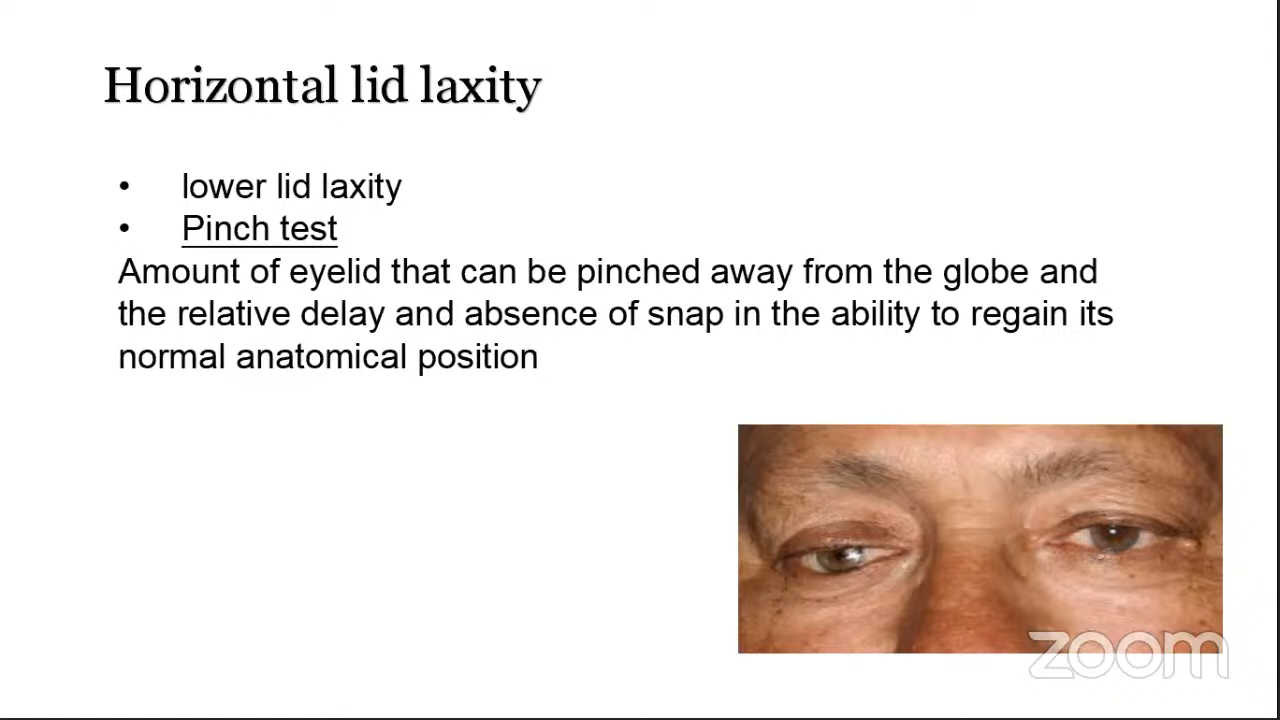 Horizontal lid laxity
• lower lid laxity
• Pinch test
Amount of eyelid that can be pinched away from the globe and
the relative delay and absence of snap in the ability to regain its
normal anatomical position
zoom